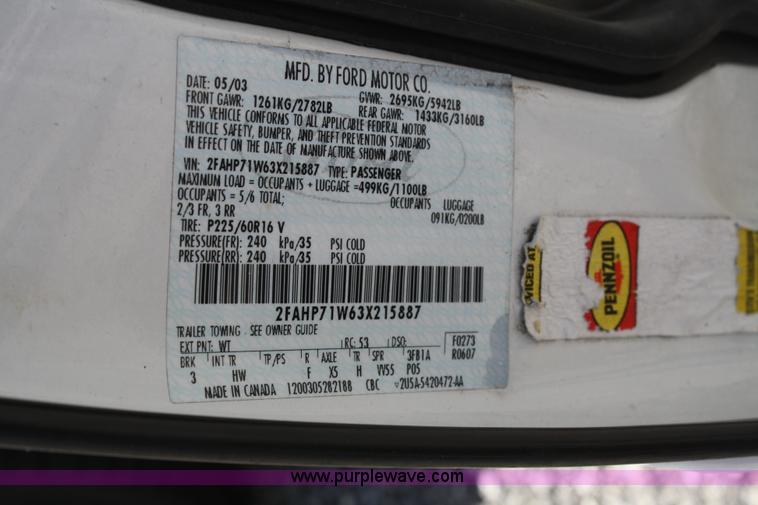 MFD. BY FORD MOTOR CO.
DATE: 05/03 GVWR: 2695KG/5942LB
FRONT GAWR: 1261KG/2782LB REAR GAWR: 1433KG/3160LB
THIS VEHICLE CONFORMS TO ALL APPLICABLE FEDERAL MOTOR
VEHICLE SAFETY, BUMPER, AND THEFT PREVENTION STANDARDS
IN EFFECT ON THE DATE OF MANUFACTURE SHOWN ABOVE.
VIN: 2FAHP71W63X215887 TYPE: PASSENGER
MAXIMUM LOAD = OCCUPANTS + LUGGAGE =499KG/1100LB
OCCUPANTS = 5/6 TOTAL; OCCUPANTS LUGGAGE
2/3 FR, 3 RR 091KG/0200LB
TIRE: P225/60R16 V
PRESSURE(FR): 240 kPa/35 PSI COLD
PRESSURE(RR): 240 kPa/35 PSI COLD
2FAHP71W63X215887
TRAILER TOWING - SEE OWNER GUIDE
EXT PNT: WT RC: 53 DSO: F0273
BRK INT TR TP/PS R AXLE TR SPR 3FB1A R0607
3 HW F X5 H VV55 POS
MADE IN CANADA 1200305282188 CBC 2U5A-5420472-AA
VICED AT
PENNZOIL
www.purplewave.com